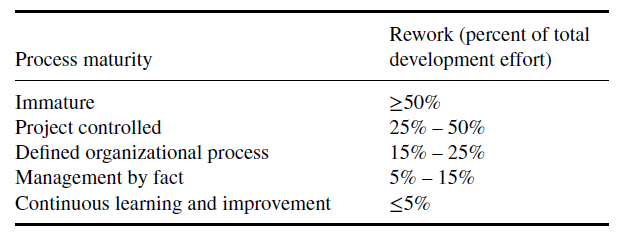 Rework (percent of total
Process maturity development effort)
Immature ≥50%
Project controlled 25% – 50%
Defined organizational process 15% – 25%
Management by fact 5% – 15%
Continuous learning and improvement ≤5%